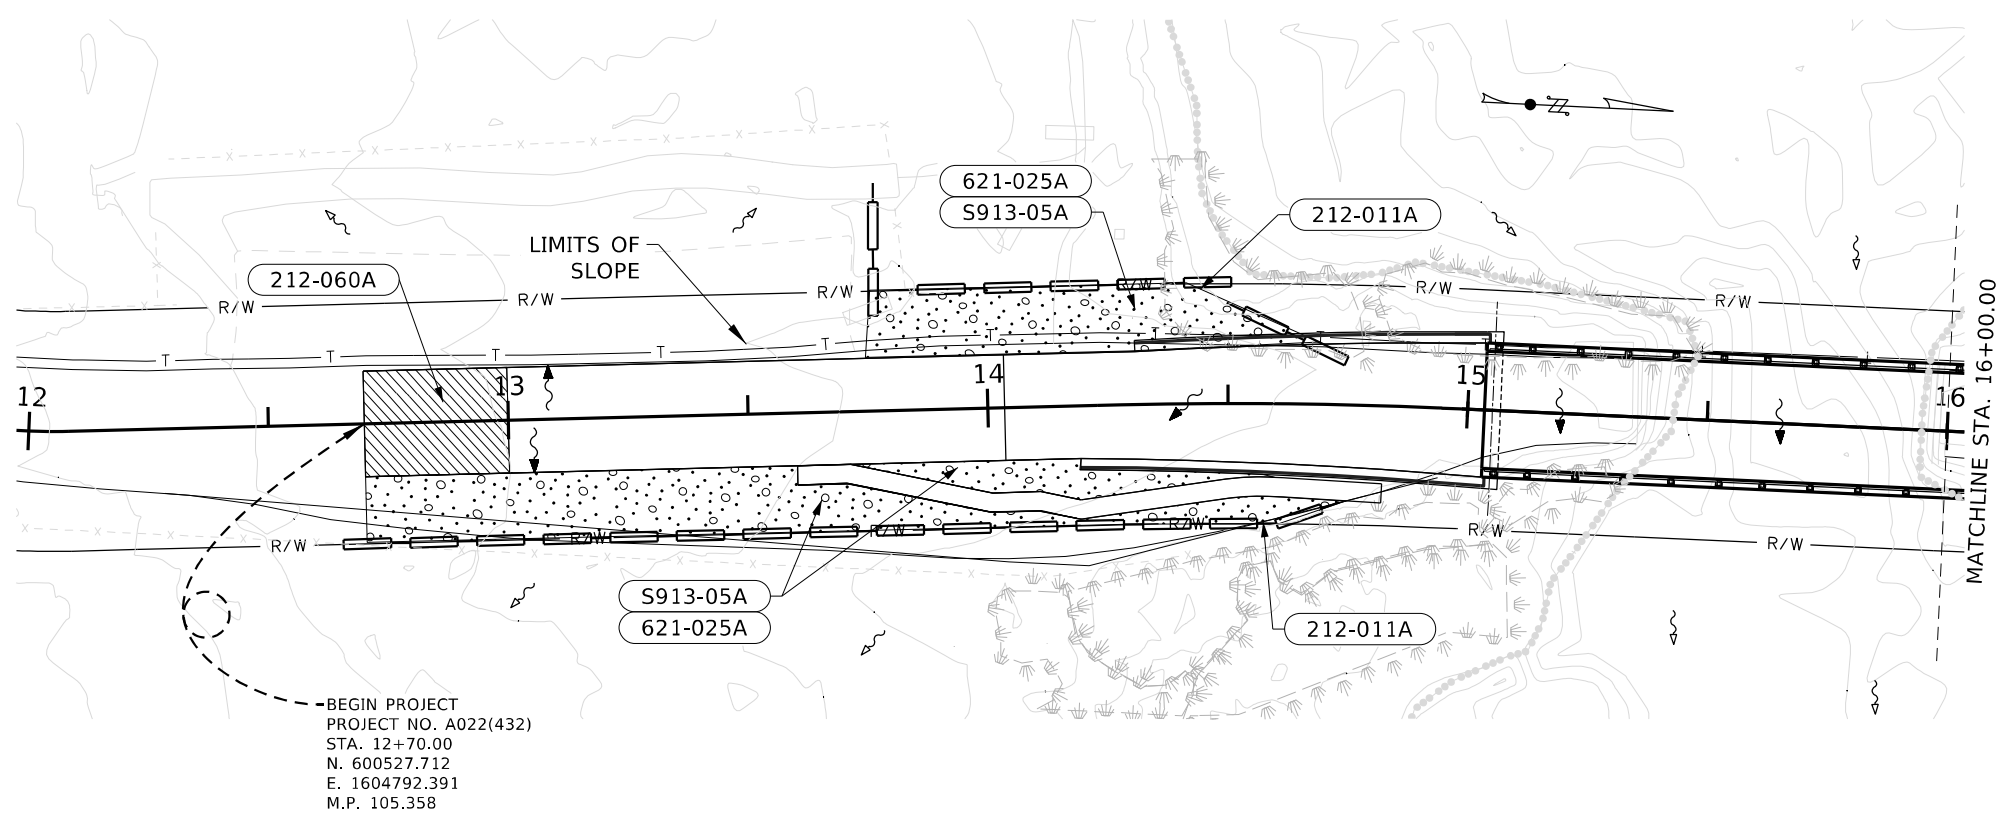 621-025A
S913-05A
212-011A
LIMITS OF
SLOPE
212-060A
R/W
R/W
R/W
R/W
R/W
R/W
T
T
T
T
T
T
T
T
12
13
14
15
16
MATCHLINE STA. 16+00.00
R/W
R/W
R/W
R/W
R/W
R/W
S913-05A
621-025A
212-011A
BEGIN PROJECT
PROJECT NO. A022(432)
STA. 12+70.00
N. 600527.712
E. 1604792.391
M.P. 105.358